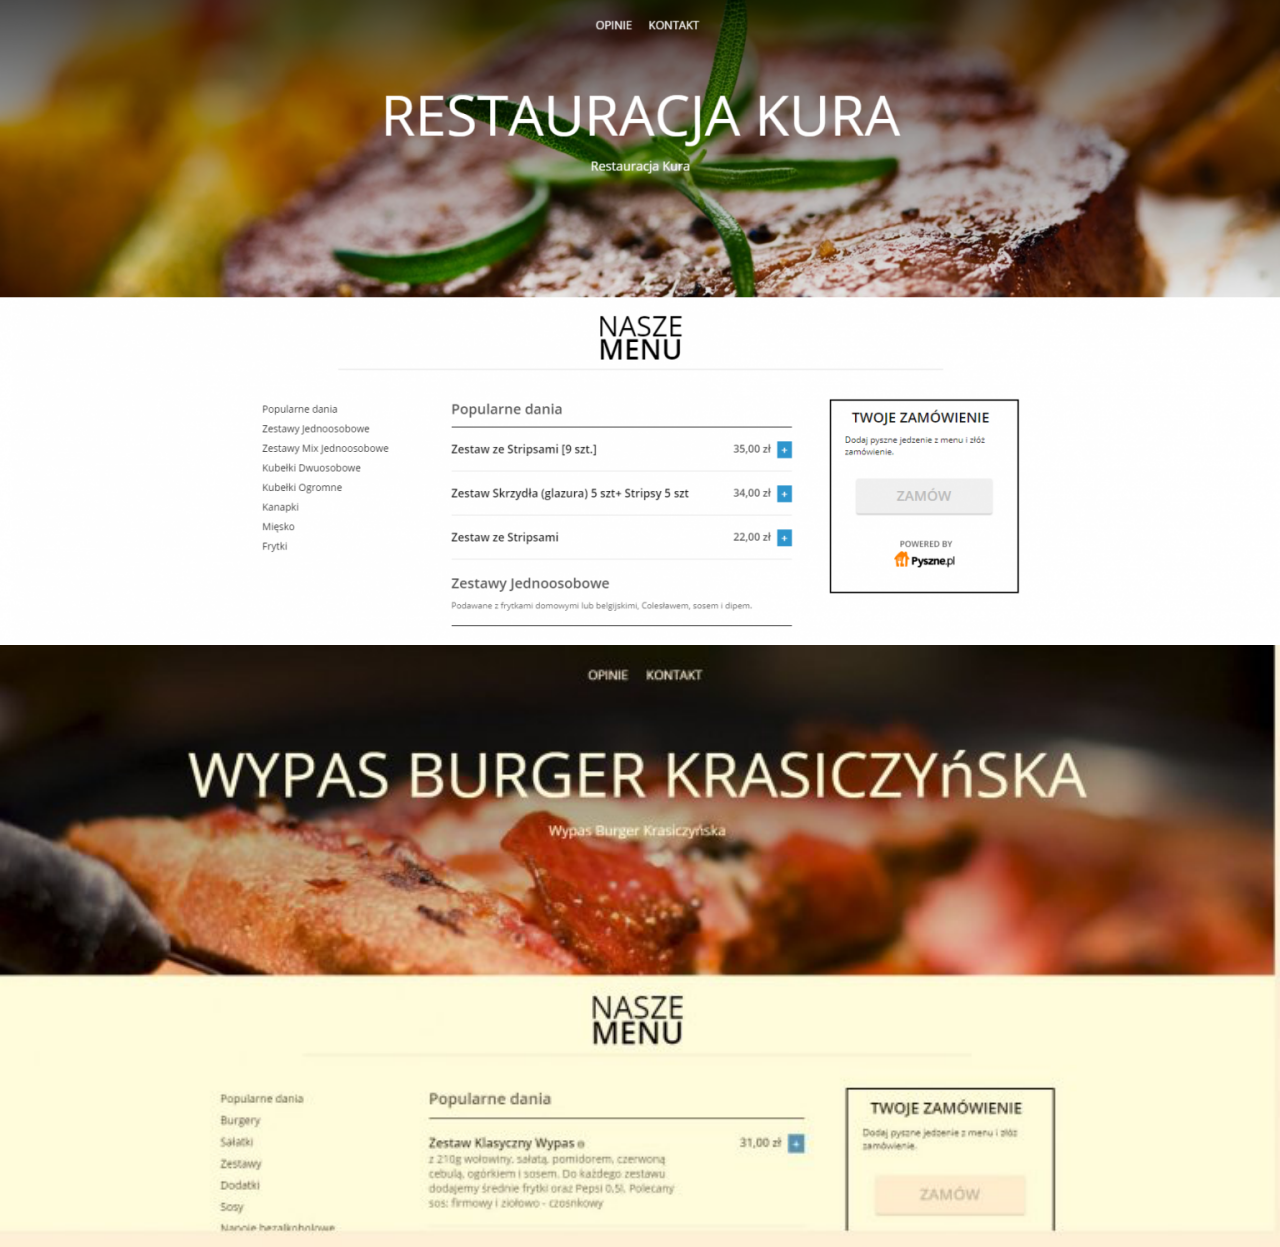 OPINIE KONTAKT
RESTAURACJA KURA
Restauracja Kura
NASZE
MENU
Popularne dania
Zestawy Jednoosobowe
Zestawy Mix Jednoosobowe
Kubełki Dwuosobowe
Kubełki Ogromne
Kanapki
Mięsko
Frytki
Popularne dania
Zestaw ze Stripsami [9 szt.] 35,00 zł +
Zestaw Skrzydła (glazura) 5 szt+ Stripsy 5 szt 34,00 zł +
Zestaw ze Stripsami 22,00 zł +
Zestawy Jednoosobowe
Podawane z frytkami domowymi lub belgijskimi, Colesławem, sosem i dipem.
TWOJE ZAMÓWIENIE
Dodaj pyszne jedzenie z menu i złóż
zamówienie.
ZAMÓW
POWERED BY
Pyszne.pl
OPINIE KONTAKT
WYPAS BURGER KRASICZYńSKA
Wypas Burger Krasiczyńska
NASZE
MENU
Popularne dania
Burgery
Sałatki
Zestawy
Dodatki
Sosy
Napoje bezalkoholowe
Popularne dania
Zestaw Klasyczny Wypas 31,00 zł +
z 210g wołowiny, sałatą, pomidorem, czerwoną
cebulą, ogórkiem i sosem. Do każdego zestawu
dodajemy średnie frytki oraz Pepsi 0,5l. Polecany
sos: firmowy i ziołowo - czosnkowy
TWOJE ZAMÓWIENIE
Dodaj pyszne jedzenie z menu i złóż
zamówienie.
ZAMÓW